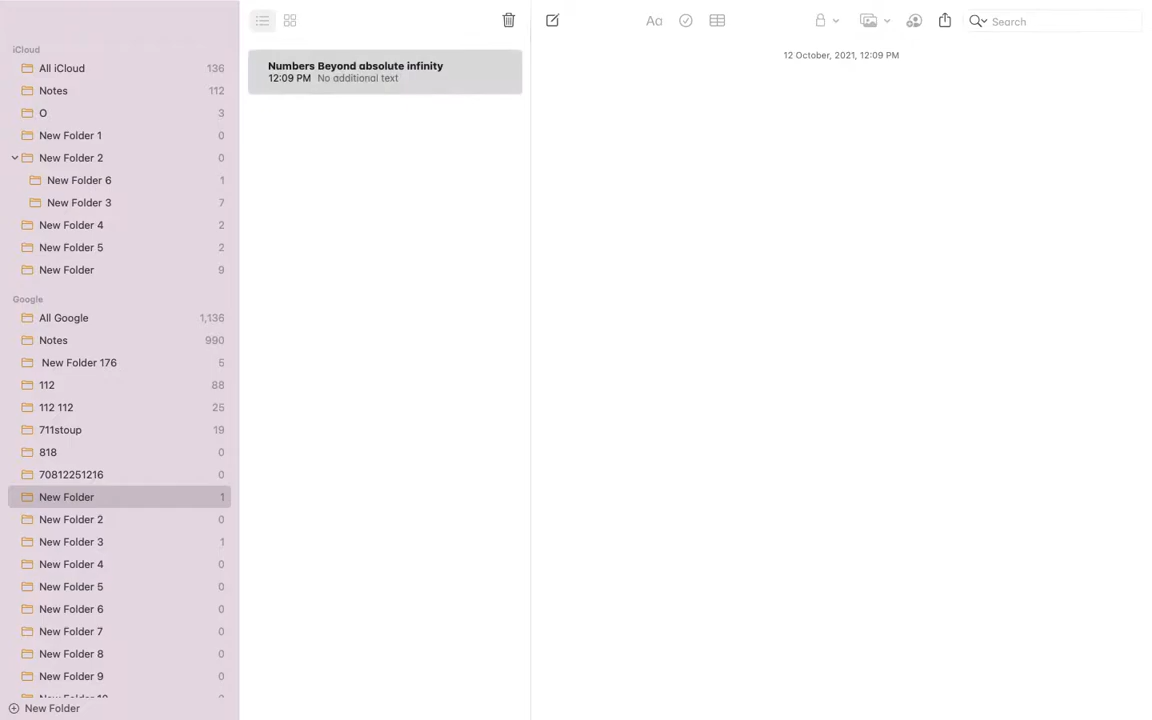 Aa
Search
iCloud
All iCloud 136
Notes 112
O 3
New Folder 1 0
New Folder 2 0
New Folder 6 1
New Folder 3 7
New Folder 4 2
New Folder 5 2
New Folder 9
Google
All Google 1,136
Notes 990
New Folder 176 5
112 88
112 112 25
711stoup 19
818 0
70812251216 0
New Folder 1
New Folder 2 0
New Folder 3 1
New Folder 4 0
New Folder 5 0
New Folder 6 0
New Folder 7 0
New Folder 8 0
New Folder 9 0
New Folder
New Folder
Numbers Beyond absolute infinity
12:09 PM No additional text
12 October, 2021, 12:09 PM